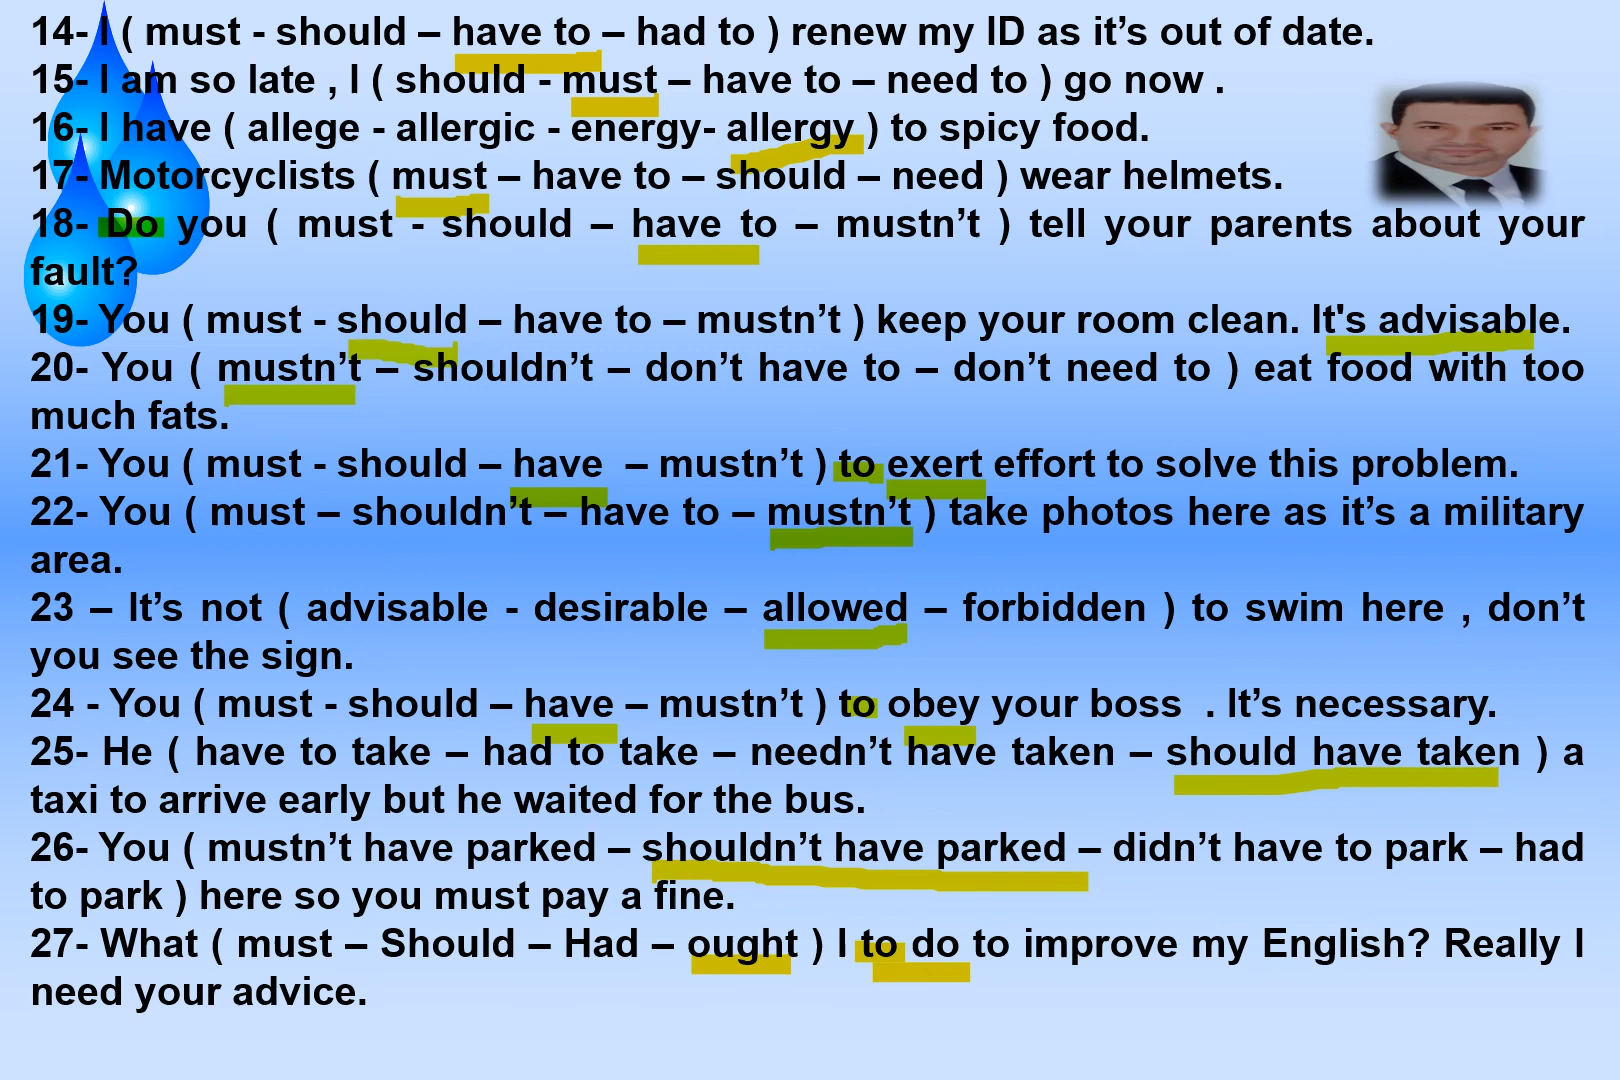 14- I ( must - should – have to – had to ) renew my ID as it’s out of date.
15- I am so late , I ( should - must – have to – need to ) go now .
16- I have ( allege - allergic - energy- allergy ) to spicy food.
17- Motorcyclists ( must – have to – should – need ) wear helmets.
18- Do you ( must - should – have to – mustn’t ) tell your parents about your
fault?
19- You ( must - should – have to – mustn’t ) keep your room clean. It's advisable.
20- You ( mustn’t – shouldn’t – don’t have to – don’t need to ) eat food with too
much fats.
21- You ( must - should – have  – mustn’t ) to exert effort to solve this problem.
22- You ( must – shouldn’t – have to – mustn’t ) take photos here as it’s a military
area.
23 – It’s not ( advisable - desirable – allowed – forbidden ) to swim here , don’t
you see the sign.
24 - You ( must - should – have – mustn’t ) to obey your boss  . It’s necessary.
25- He ( have to take – had to take – needn’t have taken – should have taken ) a
taxi to arrive early but he waited for the bus.
26- You ( mustn’t have parked – shouldn’t have parked – didn’t have to park – had
to park ) here so you must pay a fine.
27- What ( must – Should – Had – ought ) I to do to improve my English? Really I
need your advice.